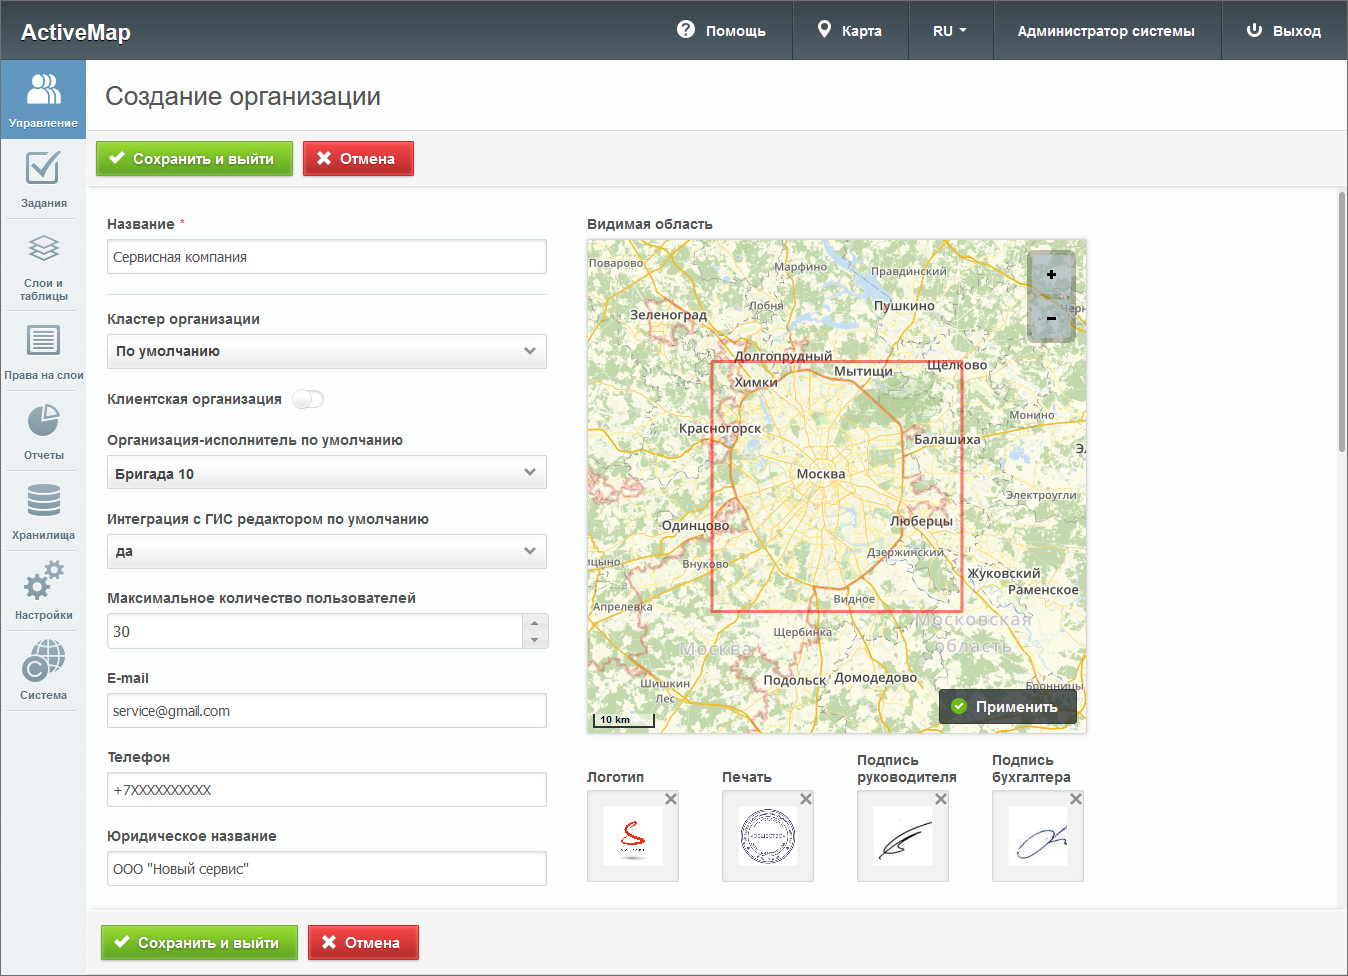 ActiveMap
Помощь
Карта
RU
Администратор системы
Выход
Управление
Задания
Слои и
таблицы
Права на слои
Отчеты
Хранилища
Настройки
Система
Создание организации
Сохранить и выйти
Отмена
Название *
Сервисная компания
Кластер организации
По умолчанию
Клиентская организация
Организация-исполнитель по умолчанию
Бригада 10
Интеграция с ГИС редактором по умолчанию
да
Максимальное количество пользователей
30
E-mail
service@gmail.com
Телефон
+7XXXXXXXXXX
Юридическое название
ООО "Новый сервис"
Видимая область
+
-
Поварово
Марфино
Правдинский
Лобня
Пушкино
Зеленоград
Черн
Долгопрудный
Мытищи
Щёлково
Химки
Монино
Красногорск
Балашиха
Москва
Электроугли
Одинцово
Люберцы
Дзержинский
Внуково
Жуковский
Раменское
Апрелевка
Видное
Московская
область
Щербинка
Москва
Подольск
Домодедово
Шишкин
Лес
Бронницы
10 km
Применить
Логотип
Печать
Подпись
руководителя
Подпись
бухгалтера
ОБЩЕСТВО
Сохранить и выйти
Отмена